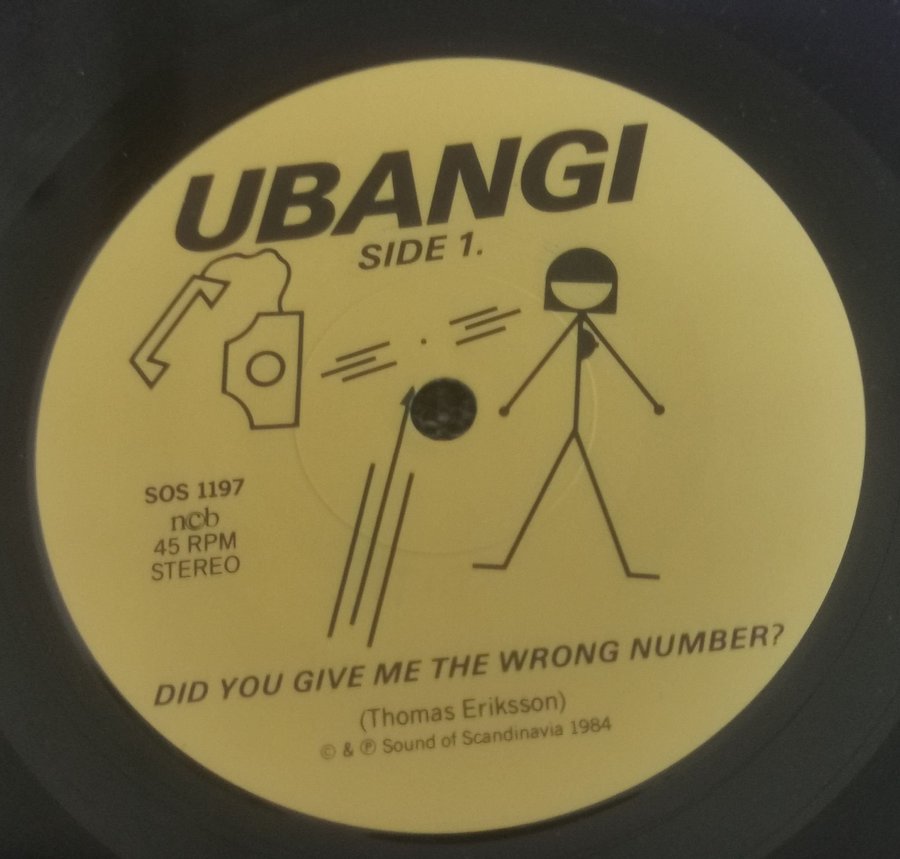 UBANGI
SIDE 1.
SOS 1197
ncb
45 RPM
STEREO
DID YOU GIVE ME THE WRONG NUMBER?
(Thomas Eriksson)
© & ℗ Sound of Scandinavia 1984